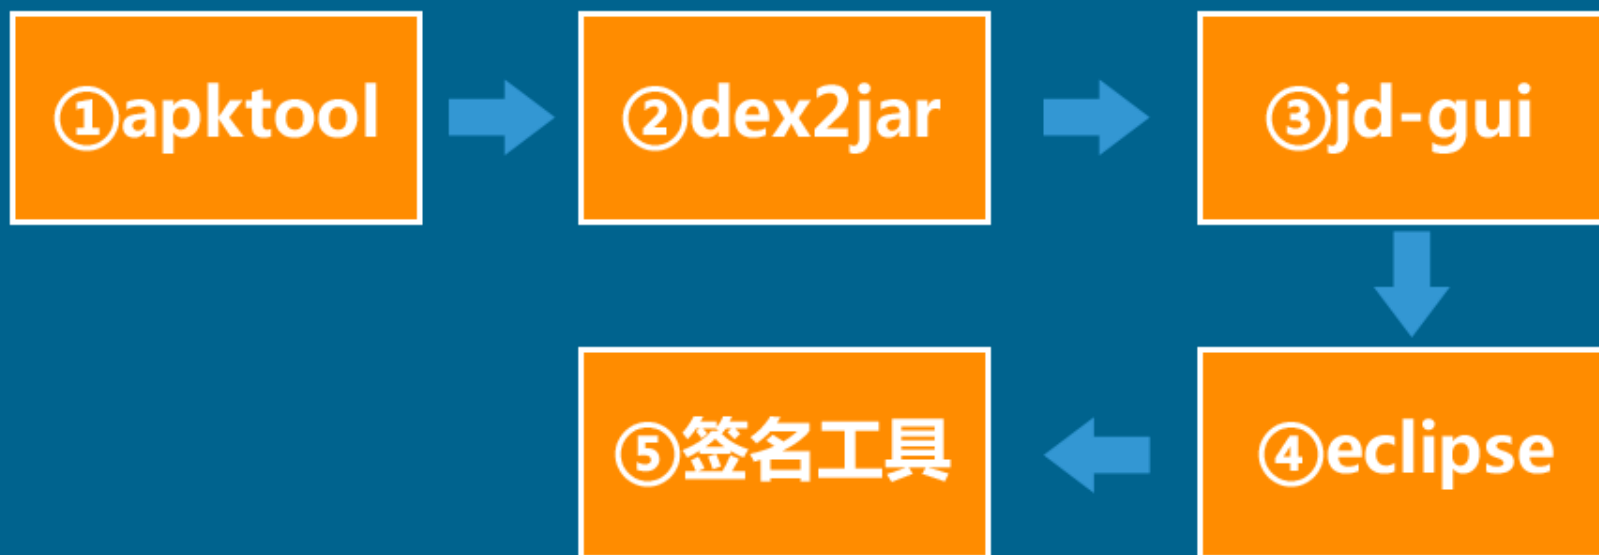 ①apktool
②dex2jar
③jd-gui
④eclipse
⑤签名工具